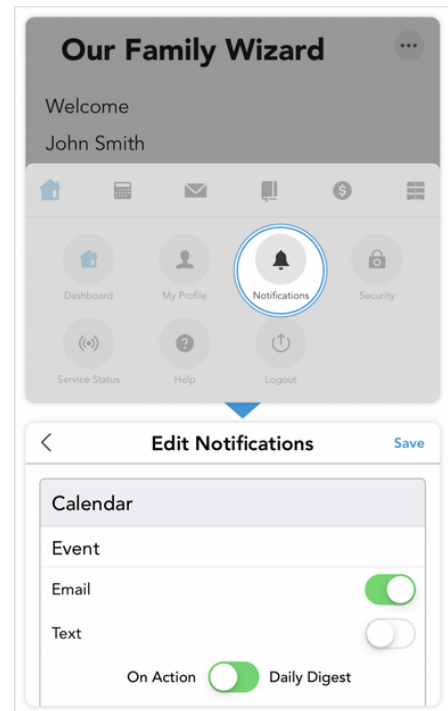 Our Family Wizard
Welcome
John Smith
Dashboard My Profile Notifications Security
Service Status Help Logout
Edit Notifications Save
Calendar
Event
Email
Text
On Action Daily Digest